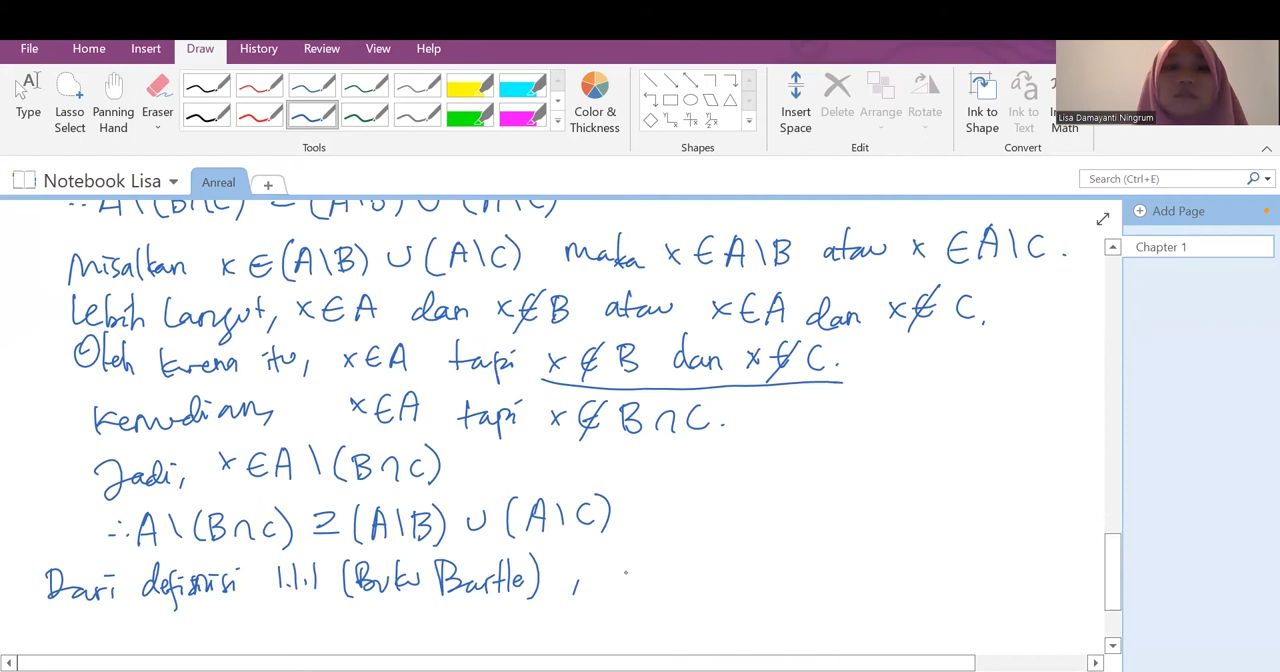 File Home Insert Draw History Review View Help
Type Lasso Select Panning Hand Eraser Color & Thickness Insert Space Delete Arrange Rotate Ink to Shape Ink to Text Math
Tools Shapes Edit Convert
Lisa Damayanti Ningrum
Notebook Lisa Anreal Search (Ctrl+E)
Add Page
Chapter 1
Misalkan x ∈ (A\B) ∪ (A\C) maka x ∈ A\B atau x ∈ A\C.
Lebih lanjut, x ∈ A dan x ∉ B atau x ∈ A dan x ∉ C.
Oleh karena itu, x ∈ A tapi x ∉ B dan x ∉ C.
Kemudian, x ∈ A tapi x ∉ B ∩ C.
Jadi, x ∈ A \ (B ∩ C)
∴ A \ (B ∩ C) ⊇ (A\B) ∪ (A\C)
Dari definisi 1.1.1 (Buku Bartle) ,